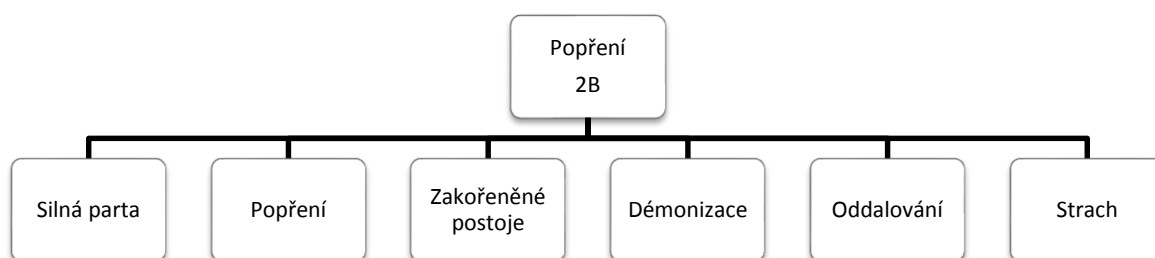 Popření
2B
Silná parta
Popření
Zakořeněné
postoje
Démonizace
Oddalování
Strach